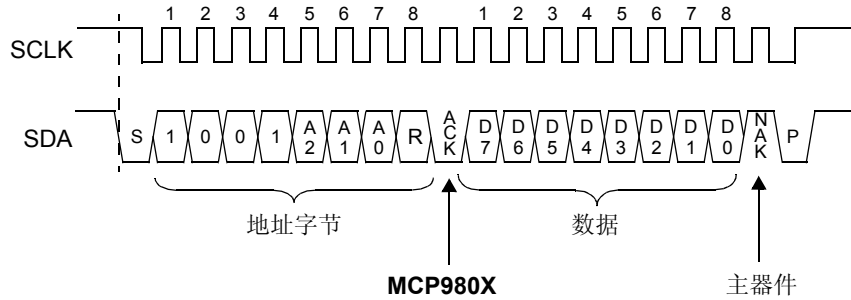 1 2 3 4 5 6 7 8 1 2 3 4 5 6 7 8
SCLK
SDA S 1 0 0 1 A2 A1 A0 R ACK D7 D6 D5 D4 D3 D2 D1 D0 NAK P
地址字节 数据
MCP980X 主器件